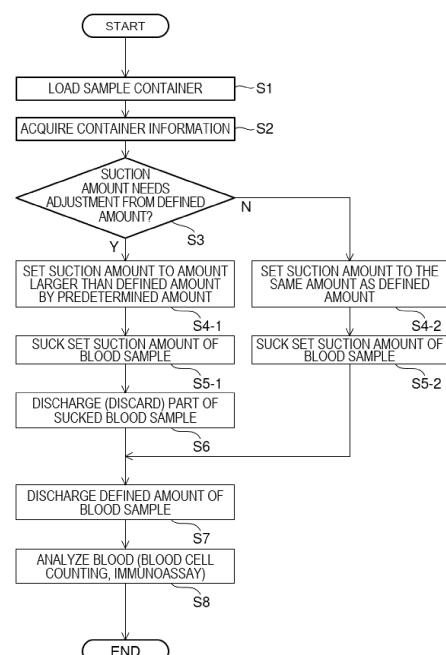 START
LOAD SAMPLE CONTAINER
S1
ACQUIRE CONTAINER INFORMATION
S2
SUCTION
AMOUNT NEEDS
ADJUSTMENT FROM DEFINED
AMOUNT?
N
S3
Y
SET SUCTION AMOUNT TO AMOUNT
LARGER THAN DEFINED AMOUNT
BY PREDETERMINED AMOUNT
S4-1
SET SUCTION AMOUNT TO THE
SAME AMOUNT AS DEFINED
AMOUNT
S4-2
SUCK SET SUCTION AMOUNT OF
BLOOD SAMPLE
S5-1
SUCK SET SUCTION AMOUNT OF
BLOOD SAMPLE
S5-2
DISCHARGE (DISCARD) PART OF
SUCKED BLOOD SAMPLE
S6
DISCHARGE DEFINED AMOUNT OF
BLOOD SAMPLE
S7
ANALYZE BLOOD (BLOOD CELL
COUNTING, IMMUNOASSAY)
S8
END